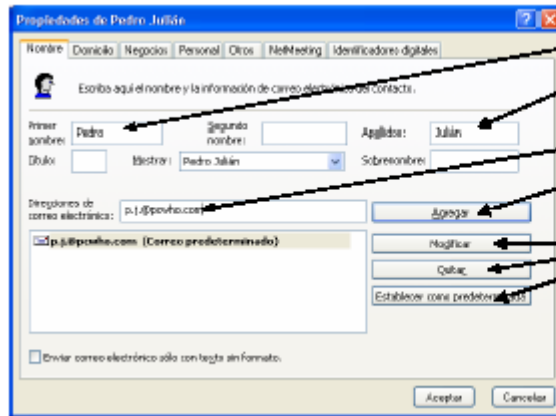 Propiedades de Pedro Julián
Nombre Domicilio Negocios Personal Otros NetMeeting Identificadores digitales
Escriba aquí el nombre y la información de correo electrónico del contacto.
Primer nombre: Pedro Segundo nombre: Apellidos: Julián
Título: Mostrar: Pedro Julián Sobrenombre:
Direcciones de correo electrónico: p.j.@pcwho.com Agregar
p.j.@pcwho.com (Correo predeterminado) Modificar
Quitar
Establecer como predeterminado
Enviar correo electrónico sólo con texto sin formato.
Aceptar Cancelar